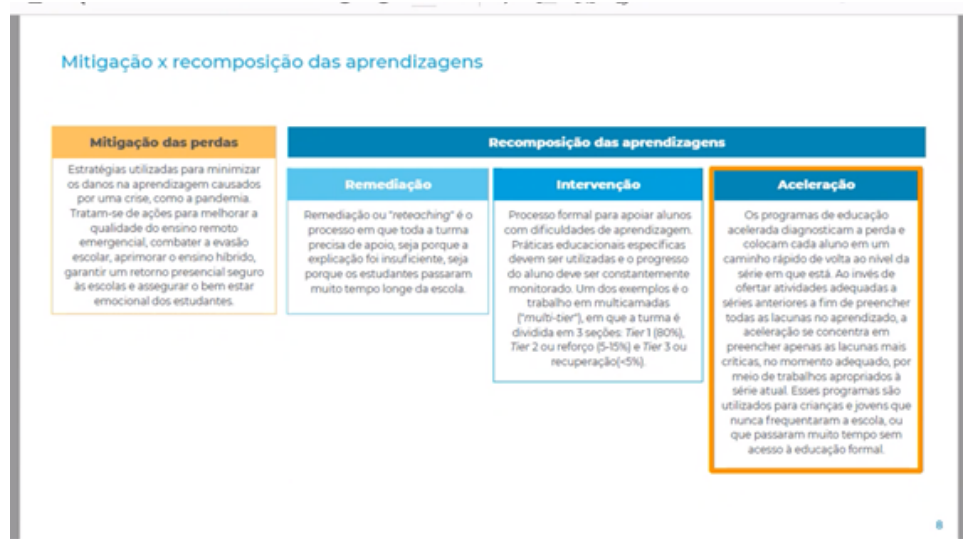 Mitigação x recomposição das aprendizagens
Mitigação das perdas
Estratégias utilizadas para minimizar
os danos na aprendizagem causados
por uma crise, como a pandemia.
Tratam-se de ações para melhorar a
qualidade do ensino remoto
emergencial, combater a evasão
escolar, aprimorar o ensino híbrido,
garantir um retorno presencial seguro
às escolas e assegurar o bem estar
emocional dos estudantes.
Recomposição das aprendizagens
Remediação
Remediação ou "reteaching" é o
processo em que toda a turma
precisa de apoio, seja porque a
explicação foi insuficiente, seja
porque os estudantes passaram
muito tempo longe da escola.
Intervenção
Processo formal para apoiar alunos
com dificuldades de aprendizagem.
Práticas educacionais específicas
devem ser utilizadas e o progresso
do aluno deve ser constantemente
monitorado. Um dos exemplos é o
trabalho em multicamadas
("multi-tier"), em que a turma é
dividida em 3 seções: Tier 1 (80%),
Tier 2 ou reforço (5-15%) e Tier 3 ou
recuperação(<5%).
Aceleração
Os programas de educação
acelerada diagnosticam a perda e
colocam cada aluno em um
caminho rápido de volta ao nível da
série em que está. Ao invés de
ofertar atividades adequadas a
séries anteriores a fim de preencher
todas as lacunas no aprendizado, a
aceleração se concentra em
preencher apenas as lacunas mais
críticas, no momento adequado, por
meio de trabalhos apropriados à
série atual. Esses programas são
utilizados para crianças e jovens que
nunca frequentaram a escola, ou
que passaram muito tempo sem
acesso à educação formal.
8